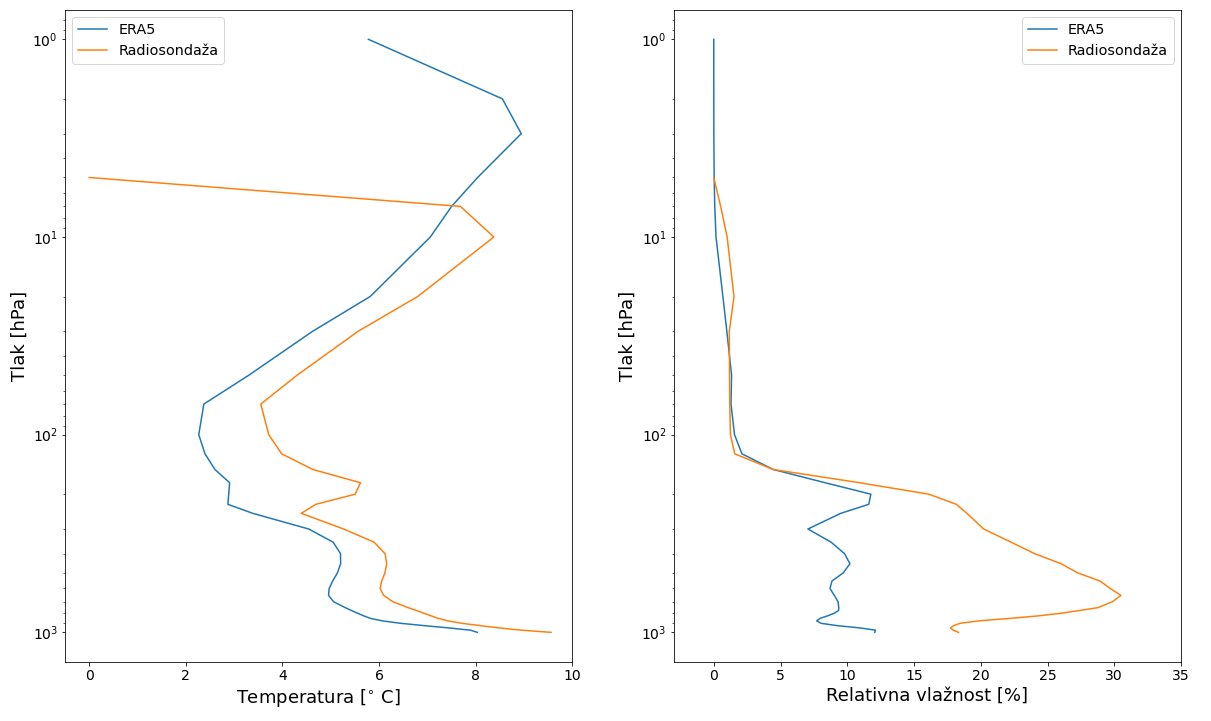 ERA5
Radiosondaža
10⁰
10¹
10²
10³
Tlak [hPa]
0 2 4 6 8 10
Temperatura [° C]
ERA5
Radiosondaža
10⁰
10¹
10²
10³
Tlak [hPa]
0 5 10 15 20 25 30 35
Relativna vlažnost [%]